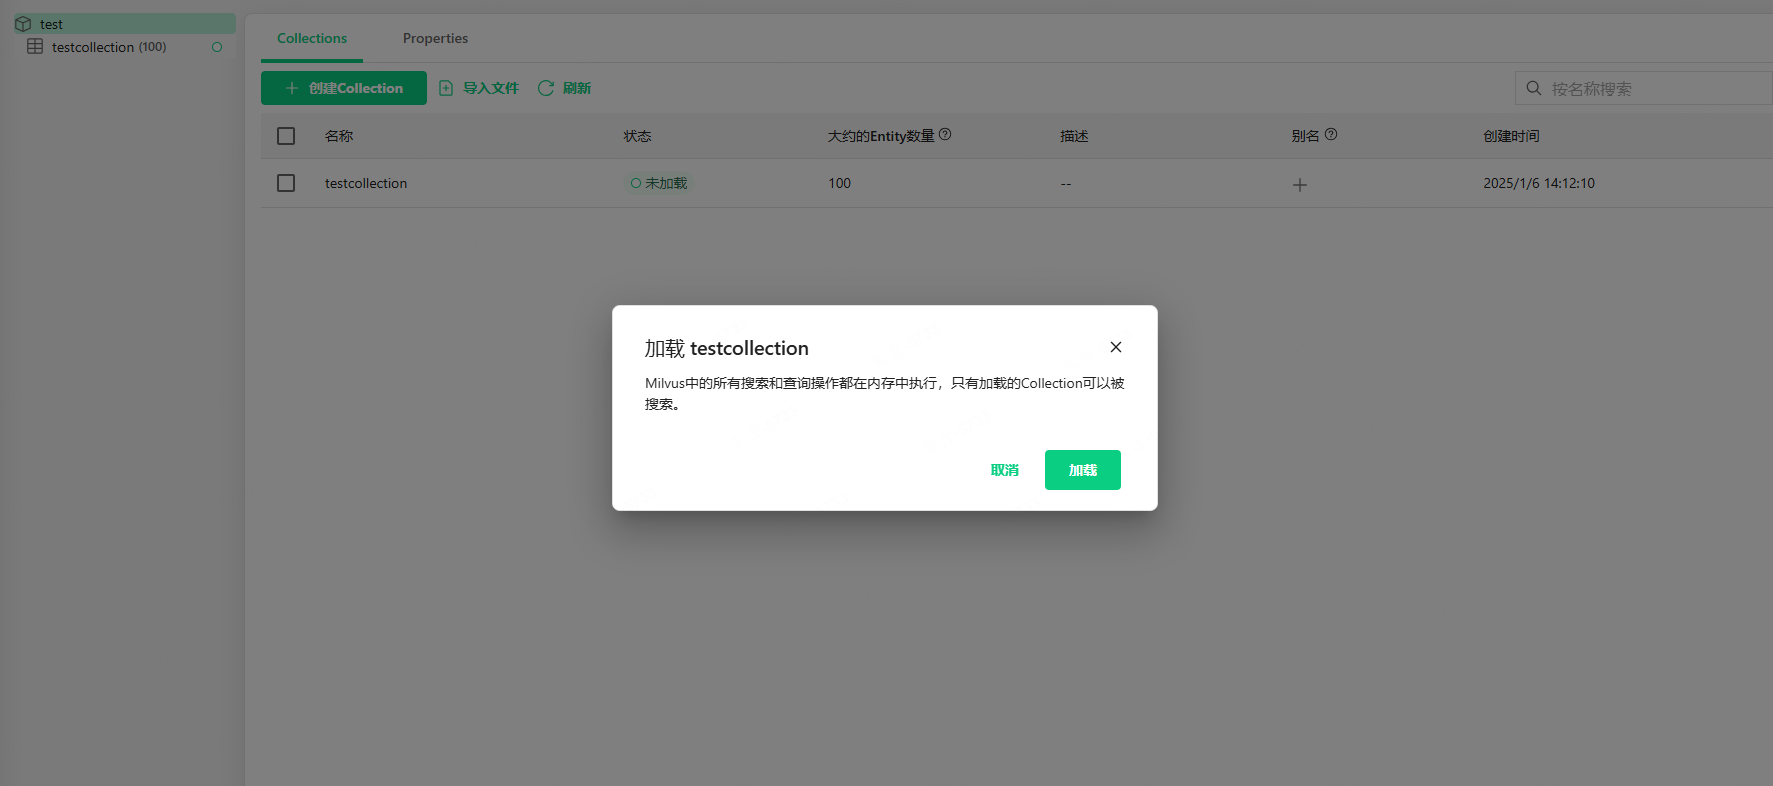 test
testcollection (100)
Collections
Properties
创建Collection
导入文件
刷新
按名称搜索
名称
状态
大约的Entity数量
描述
别名
创建时间
testcollection
未加载
100
--
2025/1/6 14:12:10
加载 testcollection
Milvus中的所有搜索和查询操作都在内存中执行，只有加载的Collection可以被
搜索。
取消
加载